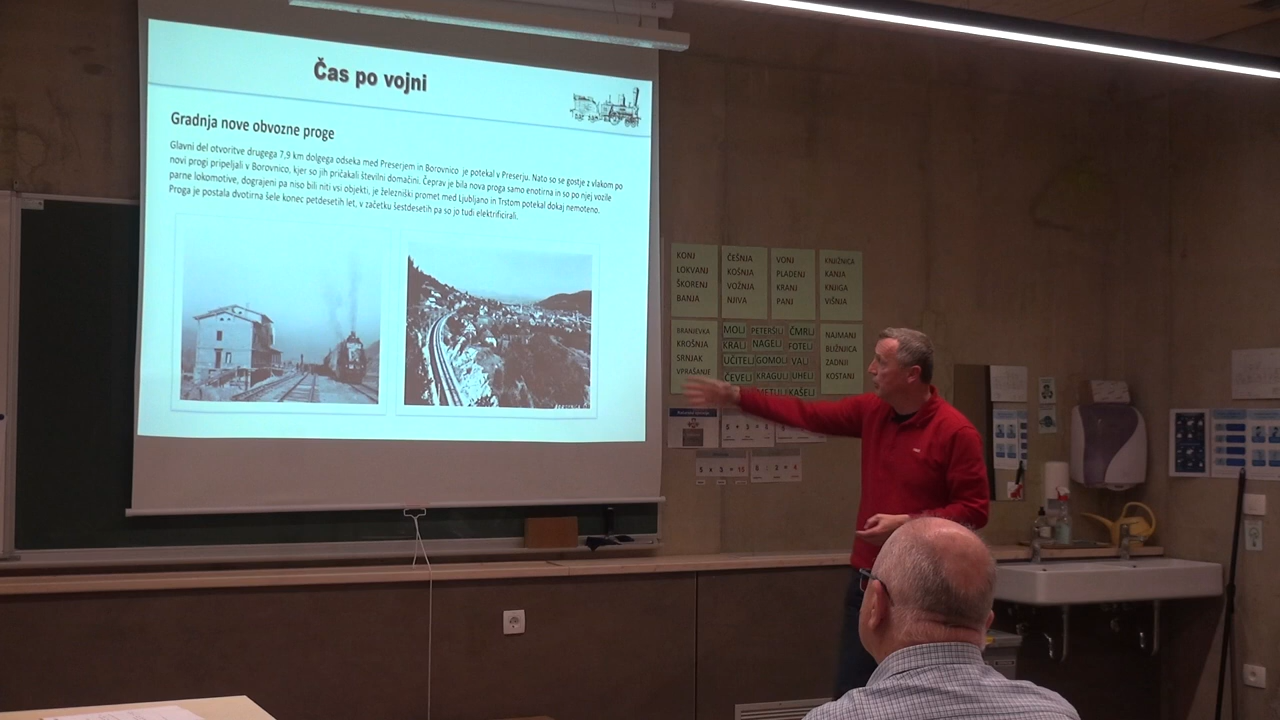 Čas po vojni
Gradnja nove obvozne proge
Glavni del otvoritve drugega 7,9 km dolgega odseka med Preserjem in Borovnico je potekal v Preserju. Nato so se gostje z vlakom po
novi progi pripeljali v Borovnico, kjer so jih pričakali številni domačini. Čeprav je bila nova proga samo enotirna in so po njej vozile
parne lokomotive, dograjeni pa niso bili niti vsi objekti, je železniški promet med Ljubljano in Trstom potekal dokaj nemoteno.
Proga je postala dvotirna šele konec petdesetih let, v začetku šestdesetih pa so jo tudi elektrificirali.
KONJ
LOKVANJ
ŠKORENJ
BANJA
ČEŠNJA
KOŠNJA
VOŽNJA
NJIVA
VONJ
PLADENJ
KRANJ
PANJ
KNJIŽNICA
KANJA
KNJIGA
VIŠNJA
BRANJEVKA
KROŠNJA
SRNJAK
VPRAŠANJE
MOLJ PETERŠILJ ČMRLJ
KRALJ NAGELJ FOTELJ
UČITELJ GOMOLJ VALJ
ČEVELJ KRAGULJ UHELJ
METULJ KAŠELJ
NAJMANJ
BLIŽNJICA
ZADNJI
KOSTANJ